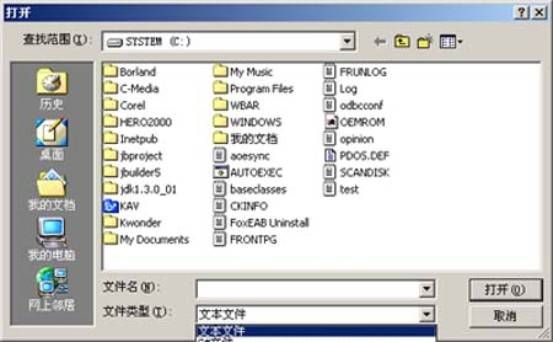 打开
查找范围(I):
SYSTEM (C:)
历史
桌面
我的文档
我的电脑
网上邻居
Borland
C-Media
Corel
HERO2000
Inetpub
jbproject
jbuilder5
jdk1.3.0_01
KAV
Kwonder
My Documents
My Music
Program Files
WBAR
WINDOWS
我的文档
aoesync
AUTOEXEC
baseclasses
CKINFO
FoxEAB Uninstall
FRONTPG
FRUNLOG
Log
odbcconf
OEMROM
opinion
PDOS.DEF
SCANDISK
test
文件名(N):
打开(O)
文件类型(T):
文本文件
取消
文本文件